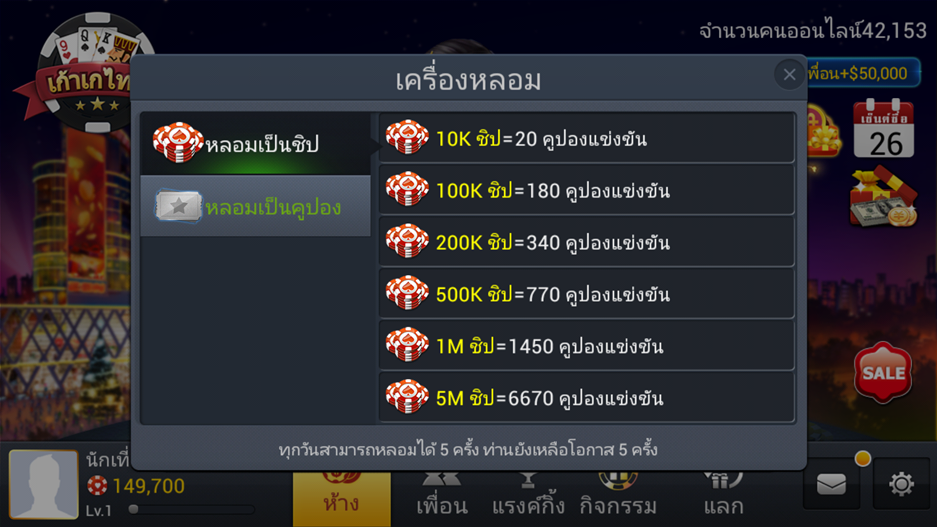 จำนวนคนออนไลน์42,153
เก้าเกไท
เครื่องหลอม
พื่อน+$50,000
หลอมเป็นชิป
หลอมเป็นคูปอง
10K ชิป=20 คูปองแข่งขัน
100K ชิป=180 คูปองแข่งขัน
200K ชิป=340 คูปองแข่งขัน
500K ชิป=770 คูปองแข่งขัน
1M ชิป=1450 คูปองแข่งขัน
5M ชิป=6670 คูปองแข่งขัน
เซ็นต์ชื่อ
26
SALE
ทุกวันสามารถหลอมได้ 5 ครั้ง ท่านยังเหลือโอกาส 5 ครั้ง
นักเที่
149,700
Lv.1
ห้าง
เพื่อน
แรงค์กิ้ง
กิจกรรม
แลก